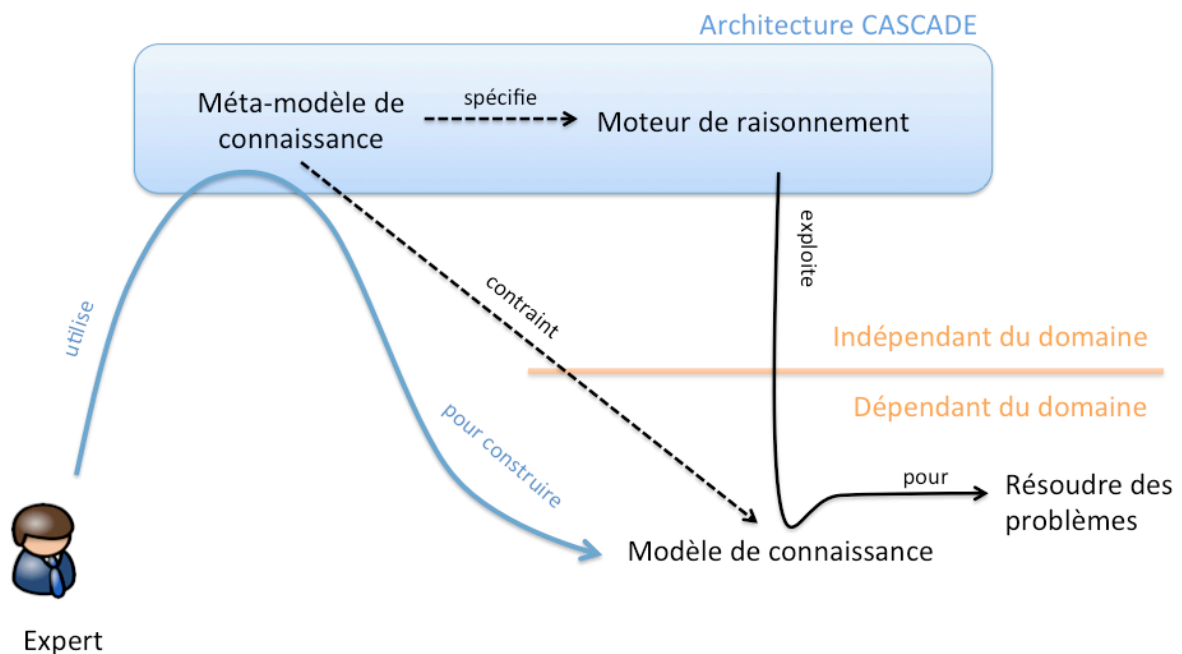 Architecture CASCADE
Méta-modèle de
connaissance
spécifie
Moteur de raisonnement
exploite
contraint
utilise
Indépendant du domaine
Dépendant du domaine
pour construire
pour
Résoudre des
problèmes
Modèle de connaissance
Expert